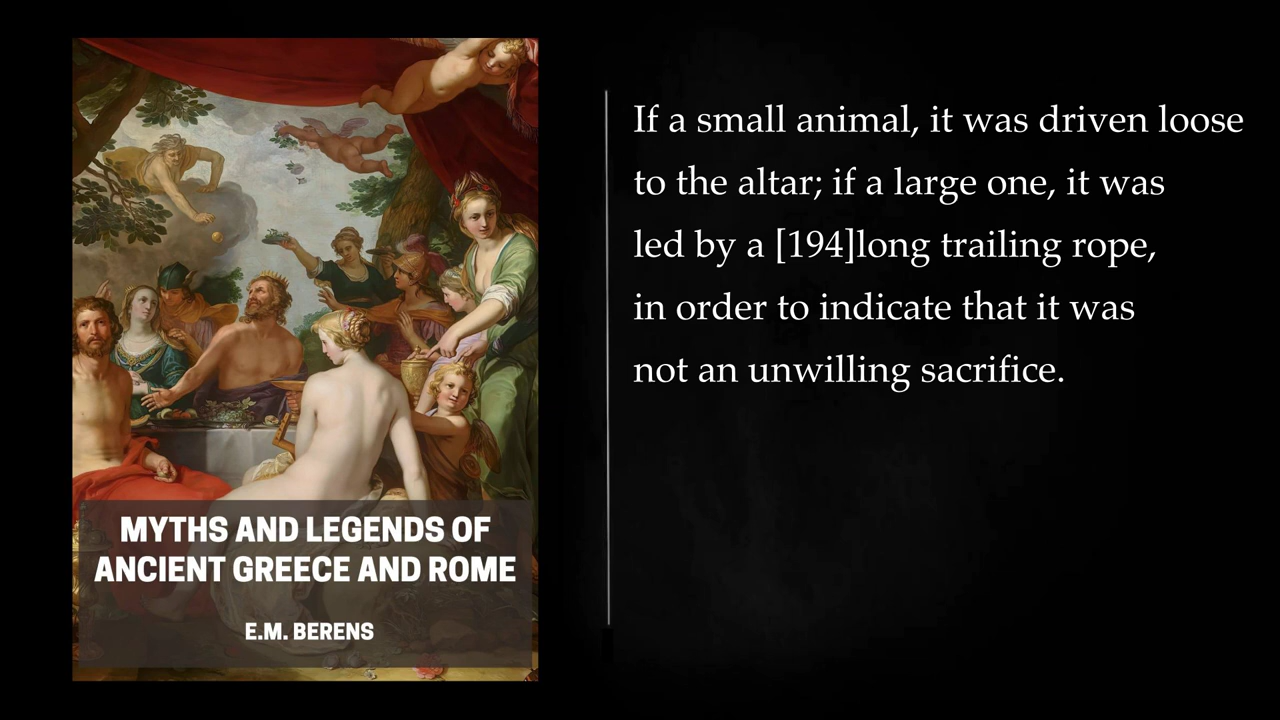 MYTHS AND LEGENDS OF
ANCIENT GREECE AND ROME
E.M. BERENS
If a small animal, it was driven loose
to the altar; if a large one, it was
led by a [194]long trailing rope,
in order to indicate that it was
not an unwilling sacrifice.